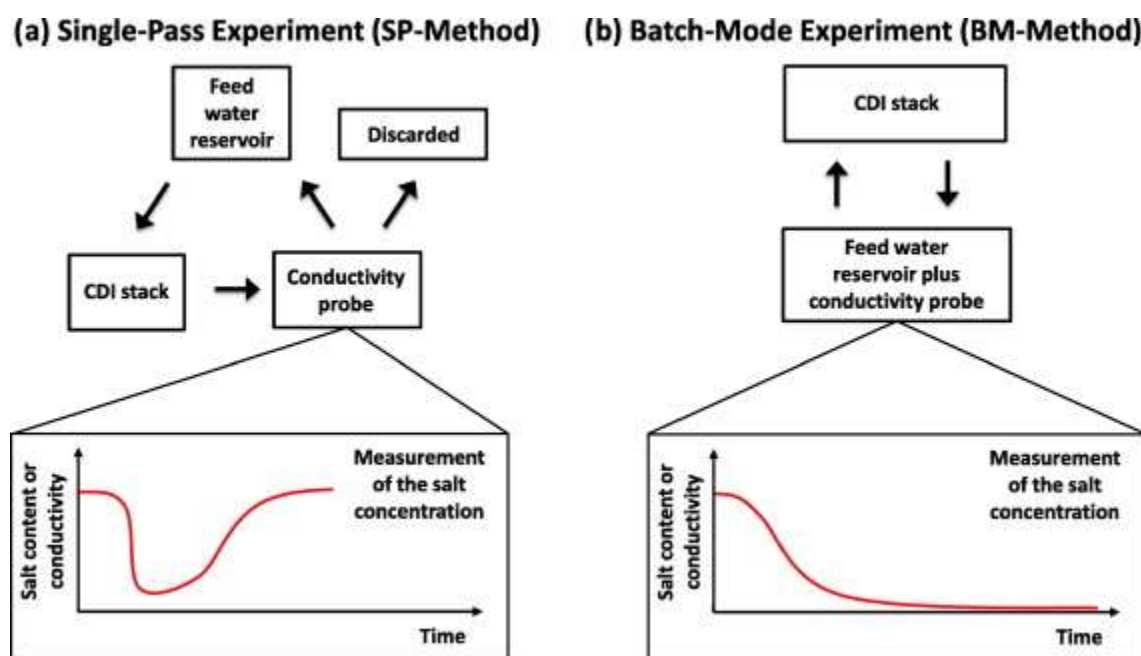 (a) Single-Pass Experiment (SP-Method)
Feed
water
reservoir
Discarded
CDI stack
Conductivity
probe
Salt content or
conductivity
Measurement
of the salt
concentration
Time
(b) Batch-Mode Experiment (BM-Method)
CDI stack
Feed water
reservoir plus
conductivity probe
Salt content or
conductivity
Measurement
of the salt
concentration
Time